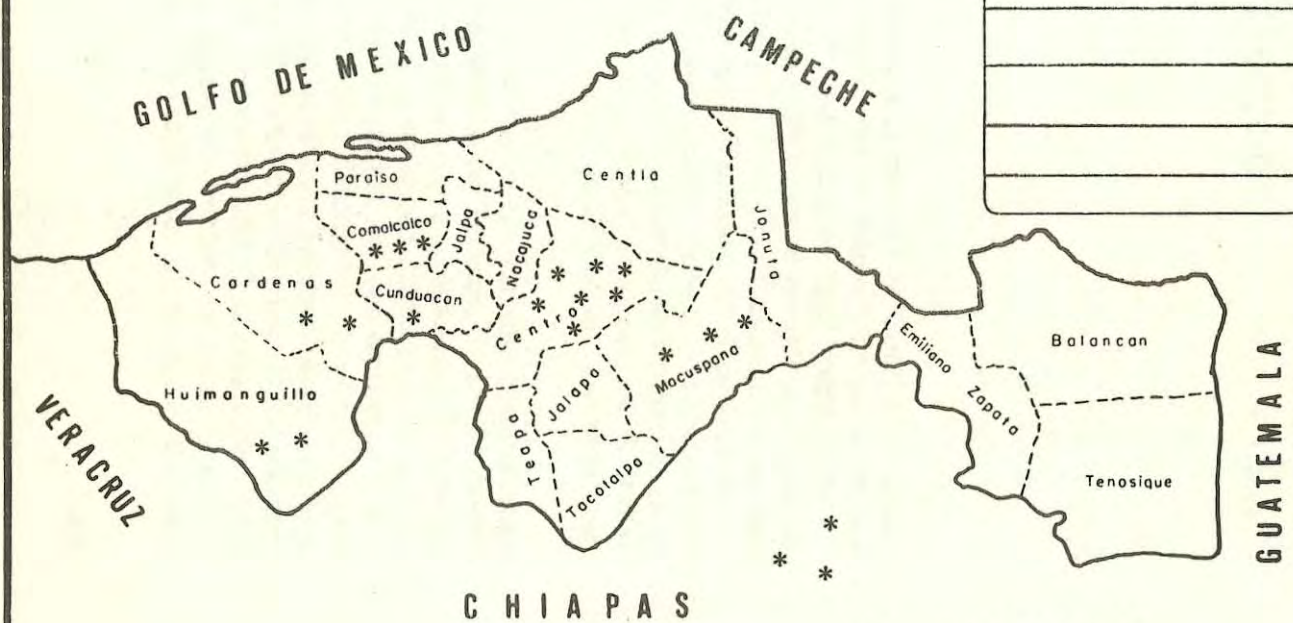 GOLFO DE MEXICO
CAMPECHE
Paraiso
Centla
Comalcalco
* * *
Jalpa
Nacajuca
Jonuta
Cardenas
* *
Cunduacan
*
Centro
* * * * * * *
Macuspana
* * *
Huimanguillo
* *
Teapa
Jalapa
Tacotalpa
Emiliano
Zapata
Balancan
Tenosique
VERACRUZ
GUATEMALA
* * *
CHIAPAS